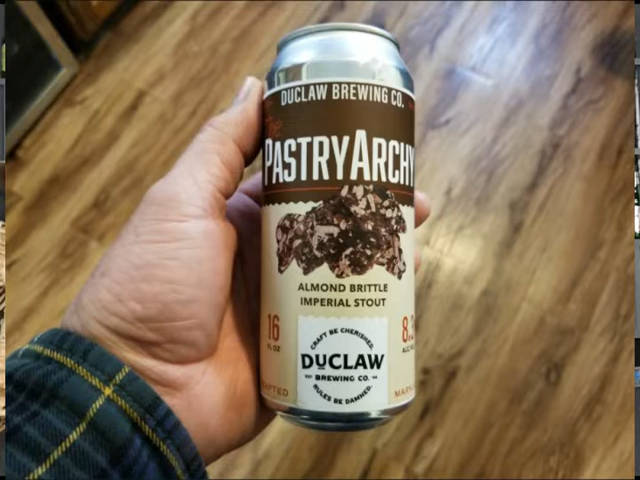 DUCLAW BREWING CO.
The
PASTRYARCHY
ALMOND BRITTLE
IMPERIAL STOUT
16
FL OZ
8.3
CRAFT BE CHERISHED.
DUCLAW
BREWING CO.
RULES BE DAMNED.